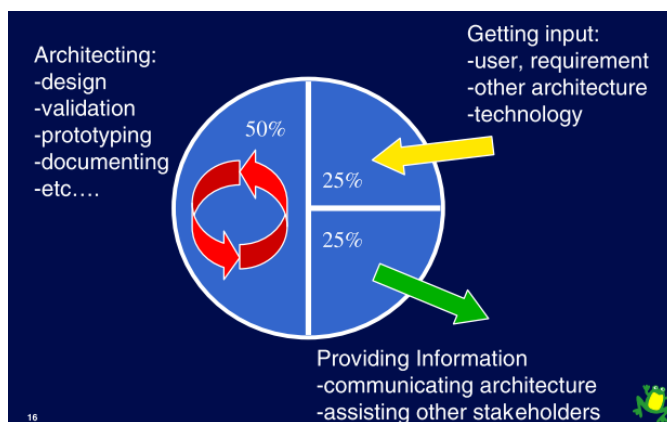 Architecting:
-design
-validation
-prototyping
-documenting
-etc….
50%
Getting input:
-user, requirement
-other architecture
-technology
25%
25%
Providing Information
-communicating architecture
-assisting other stakeholders
16